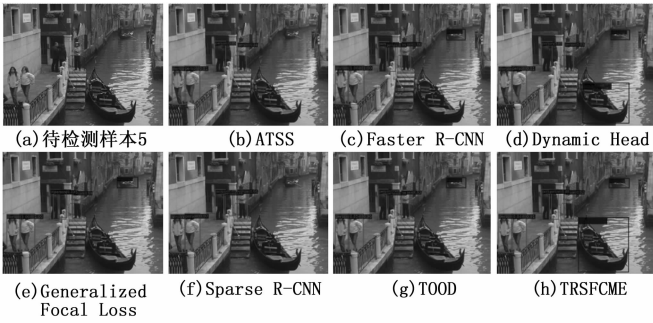 (a)待检测样本5
(b)ATSS
(c)Faster R-CNN
(d)Dynamic Head
(e)Generalized
Focal Loss
(f)Sparse R-CNN
(g)TOOD
(h)TRSFCME